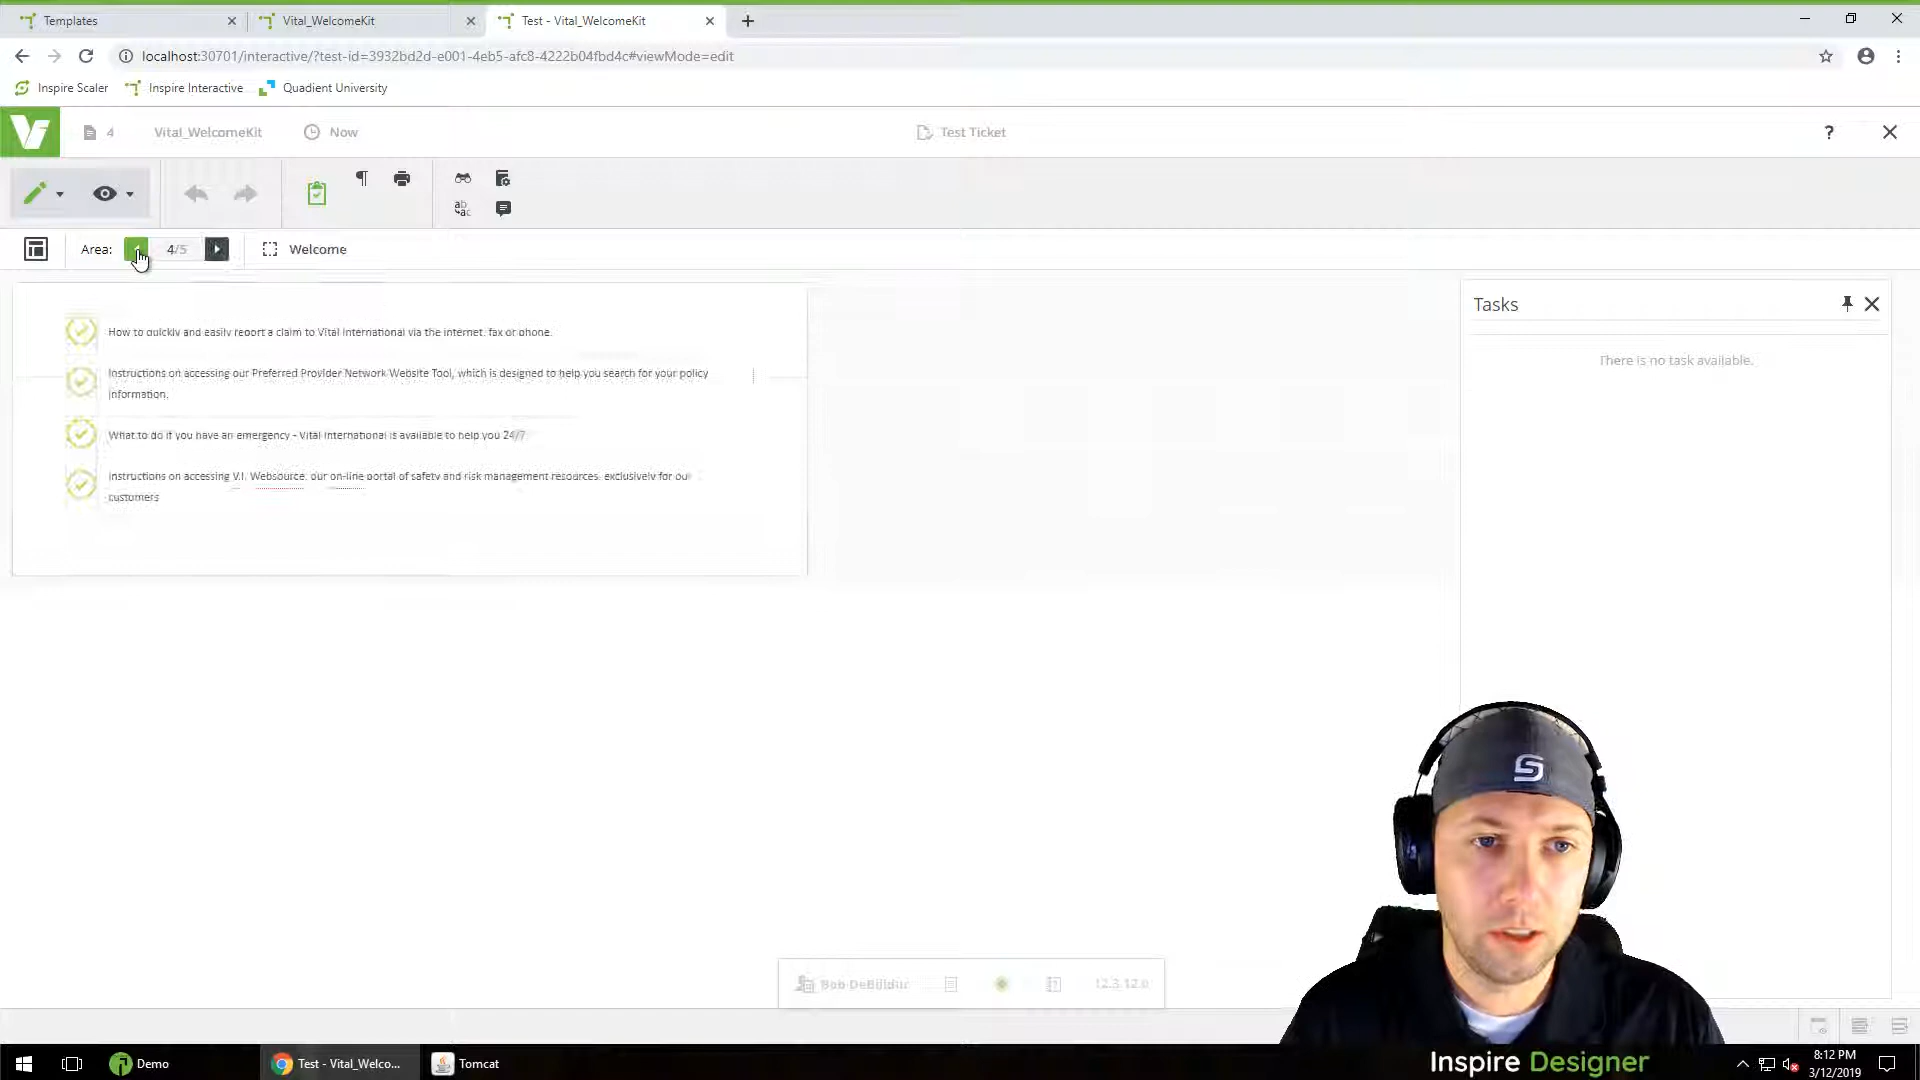 Templates
Vital_WelcomeKit
Test - Vital_WelcomeKit
localhost:30701/interactive/?test-id=3932bd2d-e001-4eb5-afc8-4222b04fbd4c#viewMode=edit
Inspire Scaler
Inspire Interactive
Quadient University
4
Vital_WelcomeKit
Now
Test Ticket
?
Area:
4/5
Welcome
How to quickly and easily report a claim to Vital International via the internet, fax or phone.
Instructions on accessing our Preferred Provider Network Website Tool, which is designed to help you search for your policy
information.
What to do if you have an emergency - Vital International is available to help you 24/7
Instructions on accessing V.I. Websource, our on-line portal of safety and risk management resources, exclusively for our
customers
Tasks
There is no task available.
Bob DeBilldur
12.3.12.0
Demo
Test - Vital_Welco...
Tomcat
Inspire Designer
8:12 PM
3/12/2019